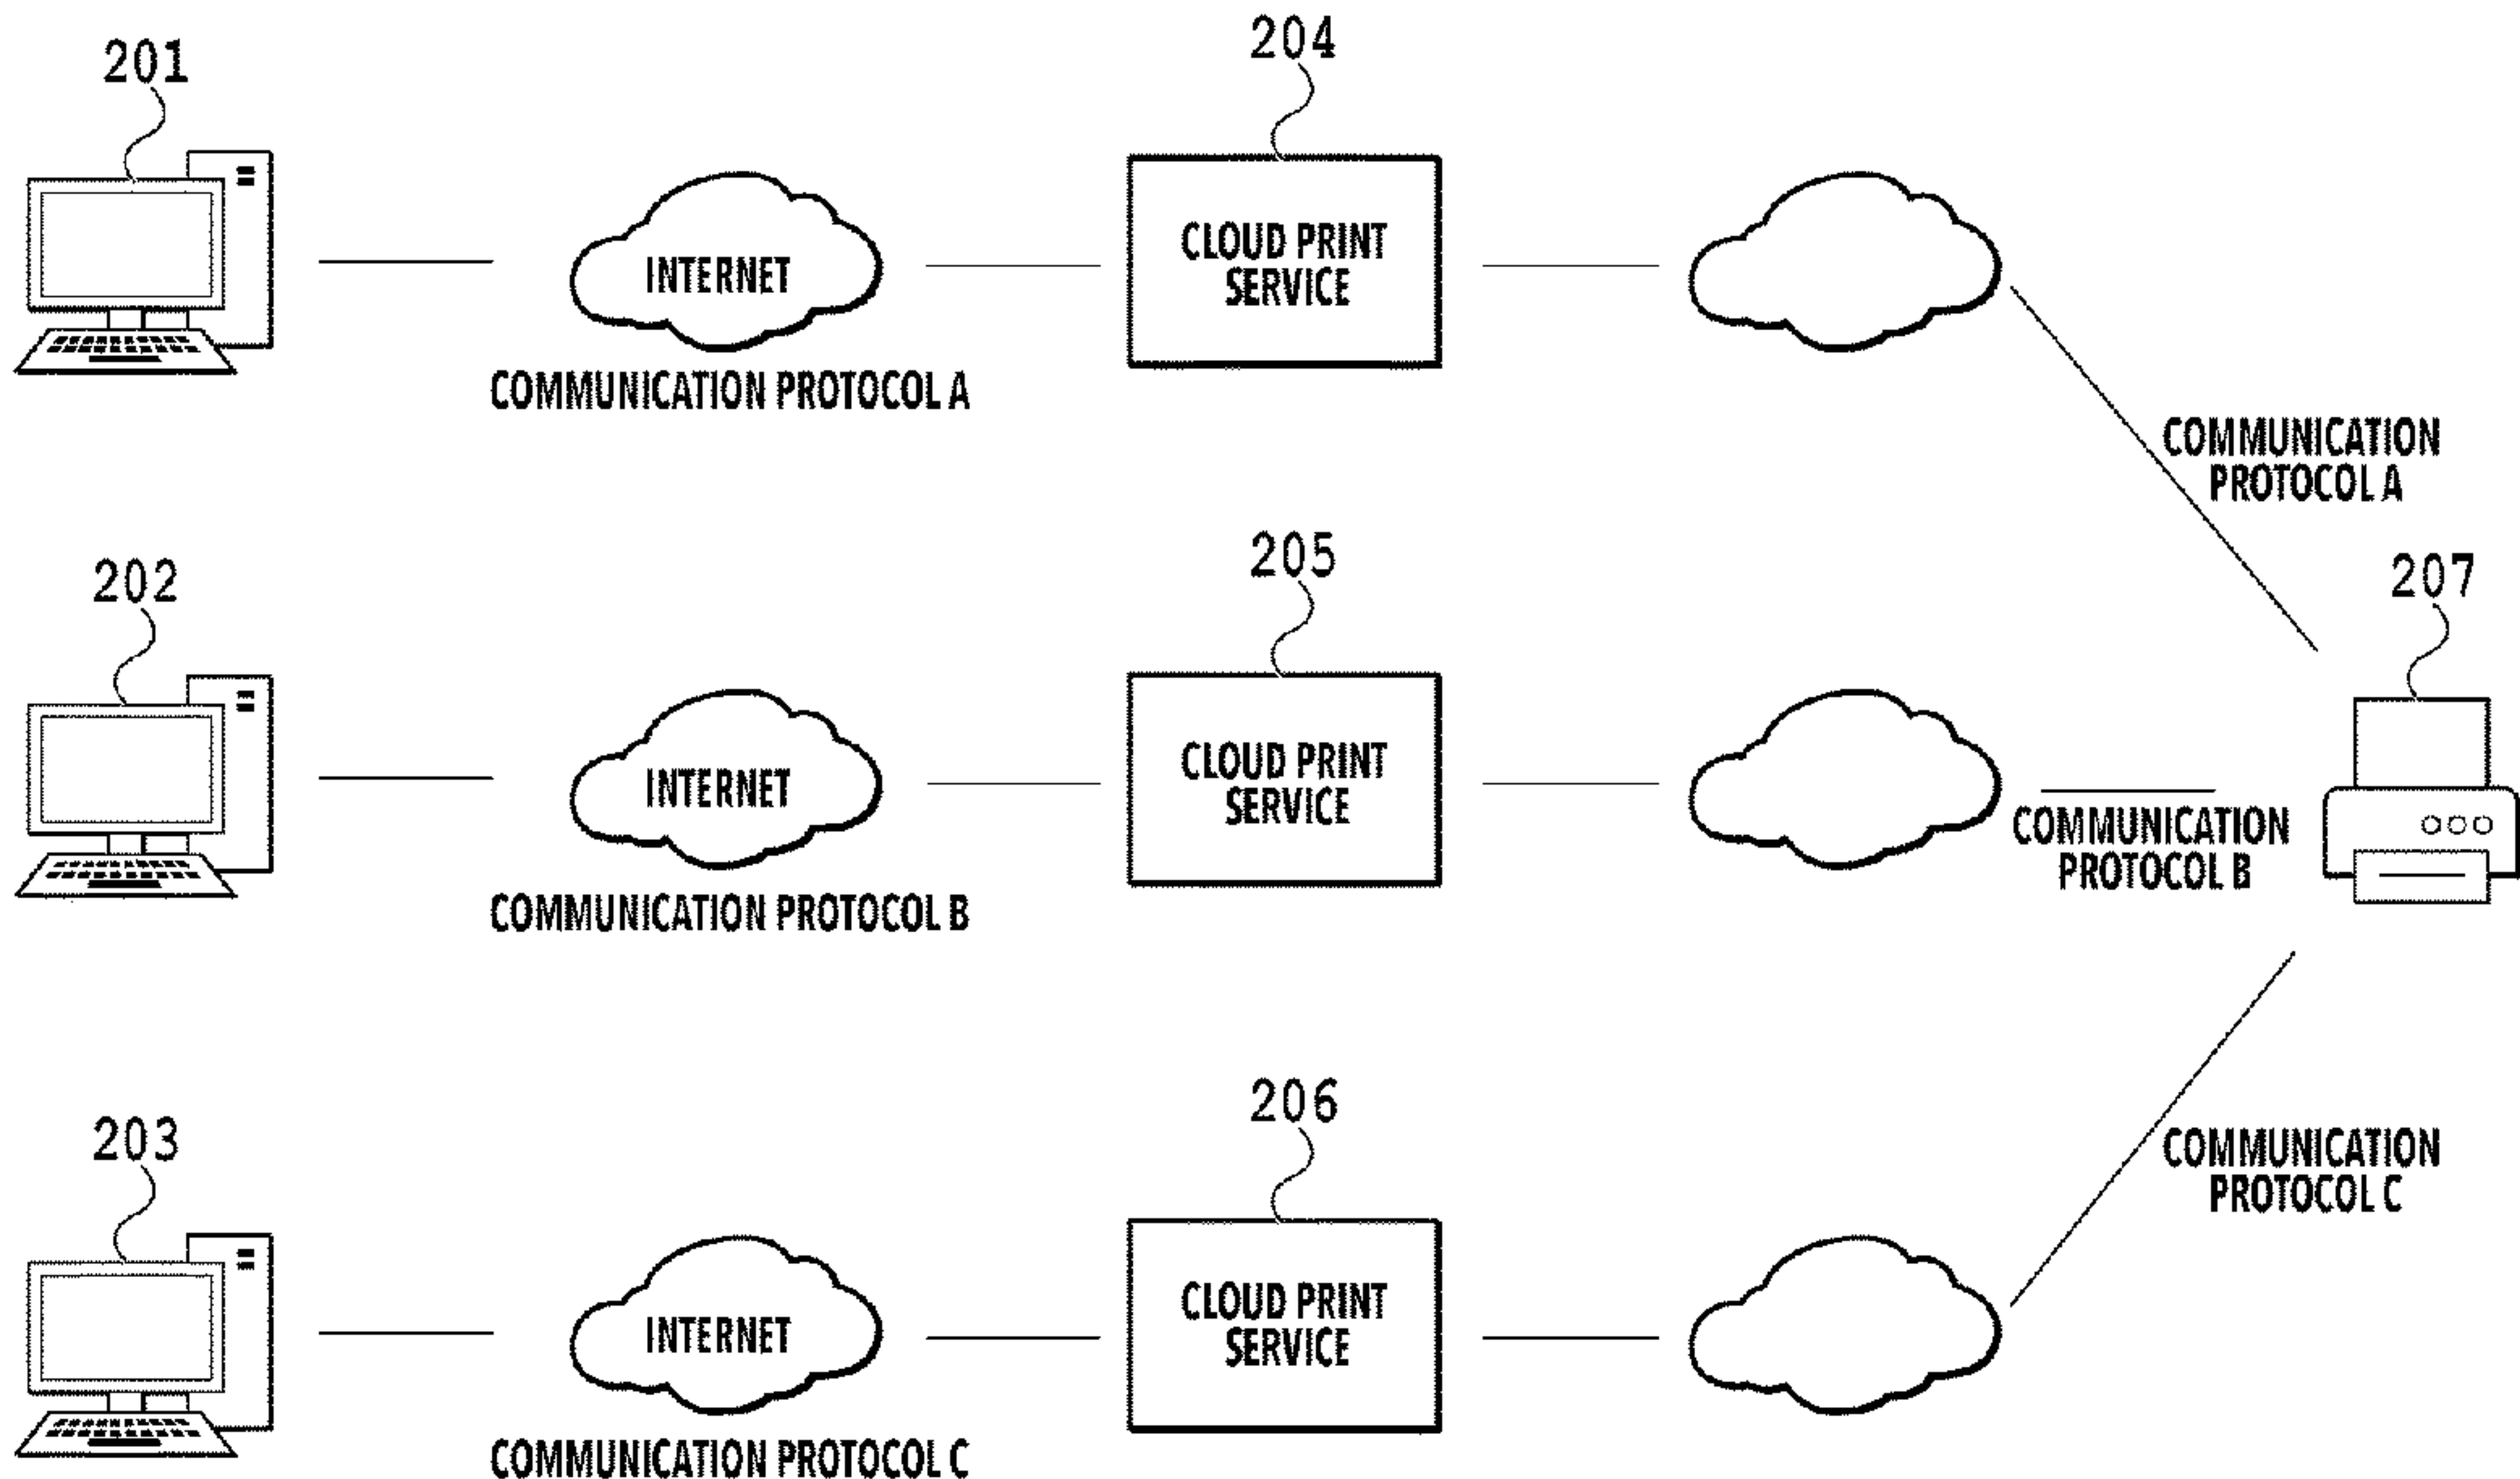 201
204
INTERNET
CLOUD PRINT
SERVICE
COMMUNICATION PROTOCOL A
COMMUNICATION
PROTOCOL A
202
205
207
INTERNET
CLOUD PRINT
SERVICE
COMMUNICATION PROTOCOL B
COMMUNICATION
PROTOCOL B
203
206
INTERNET
CLOUD PRINT
SERVICE
COMMUNICATION PROTOCOL C
COMMUNICATION
PROTOCOL C